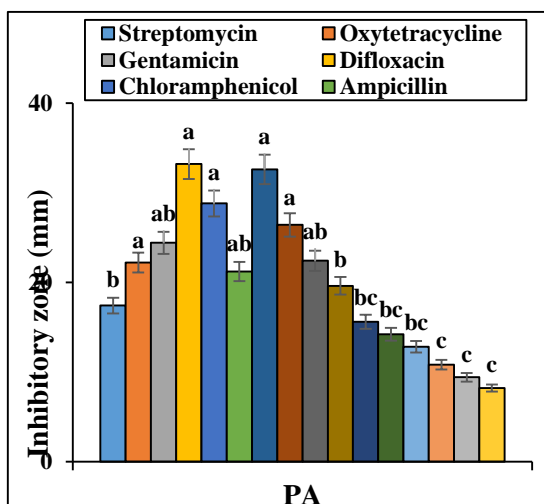 Streptomycin Oxytetracycline
Gentamicin Difloxacin
Chloramphenicol Ampicillin
40
20
0
Inhibitory zone (mm)
b a ab a a ab a a ab b bc bc bc c c c
PA